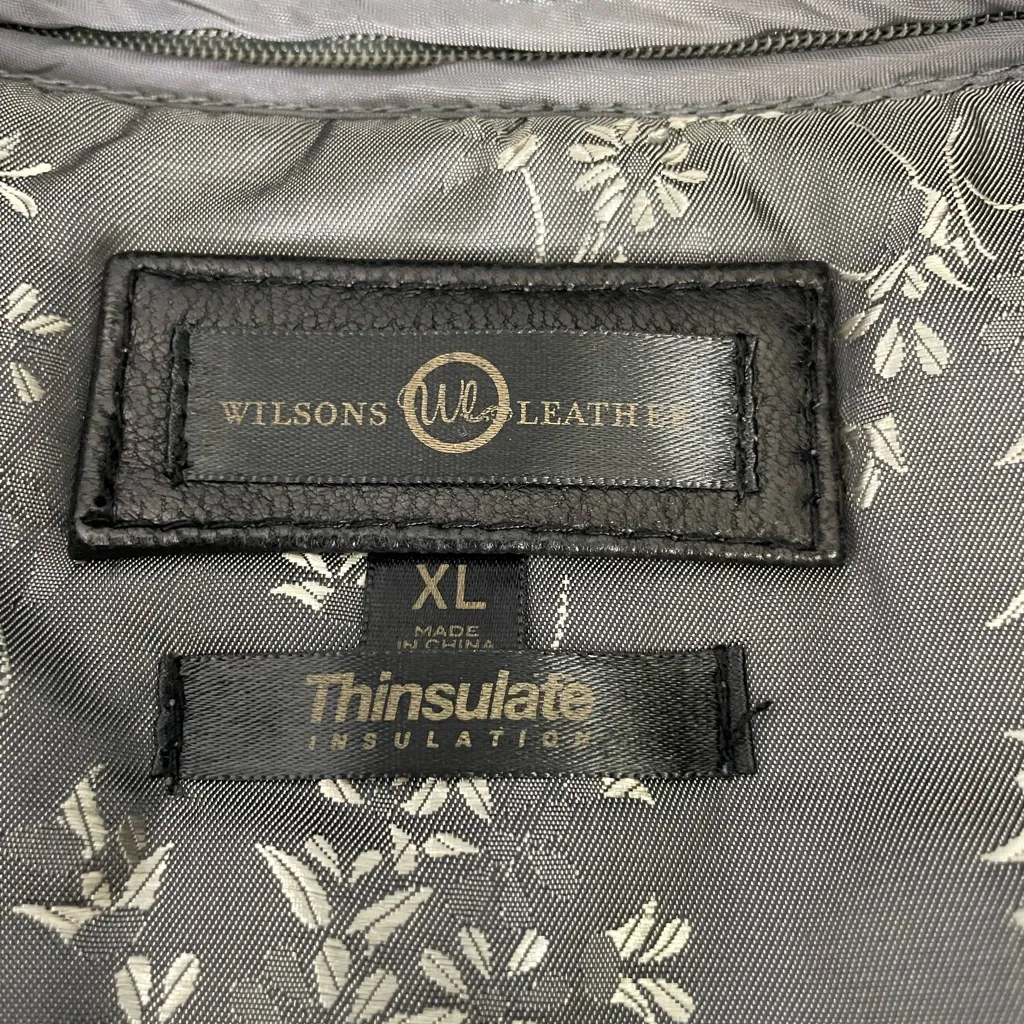 WILSONS WL LEATHER
XL
MADE
IN CHINA
Thinsulate
INSULATION